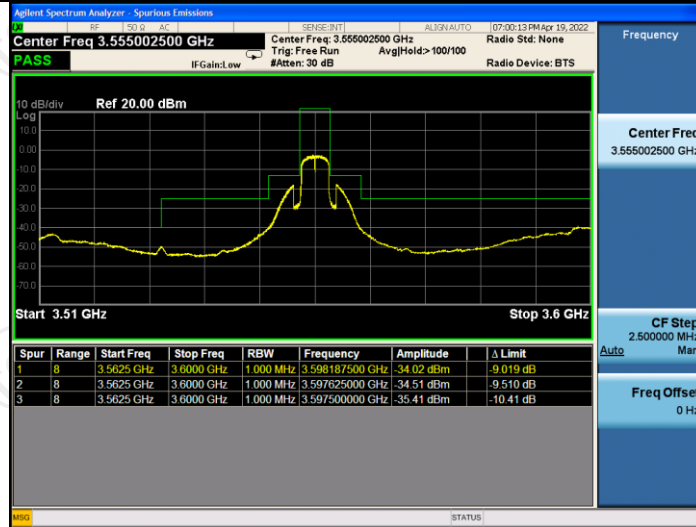 Agilent Spectrum Analyzer - Spurious Emissions
RF 50 Ω AC SENSE:INT ALIGN AUTO 07:00:13 PM Apr 19, 2022
Center Freq 3.555002500 GHz Center Freq: 3.555002500 GHz Radio Std: None
Trig: Free Run Avg|Hold:> 100/100
PASS IFGain:Low #Atten: 30 dB Radio Device: BTS
10 dB/div Ref 20.00 dBm
Log
10.0
0.00
-10.0
-20.0
-30.0
-40.0
-50.0
-60.0
-70.0
Start 3.51 GHz Stop 3.6 GHz
Spur Range Start Freq Stop Freq RBW Frequency Amplitude Δ Limit
1 8 3.5625 GHz 3.6000 GHz 1.000 MHz 3.598187500 GHz -34.02 dBm -9.019 dB
2 8 3.5625 GHz 3.6000 GHz 1.000 MHz 3.597625000 GHz -34.51 dBm -9.510 dB
3 8 3.5625 GHz 3.6000 GHz 1.000 MHz 3.597500000 GHz -35.41 dBm -10.41 dB
MSG STATUS
Frequency
Center Freq
3.555002500 GHz
CF Step
2.500000 MHz
Auto Man
Freq Offset
0 Hz